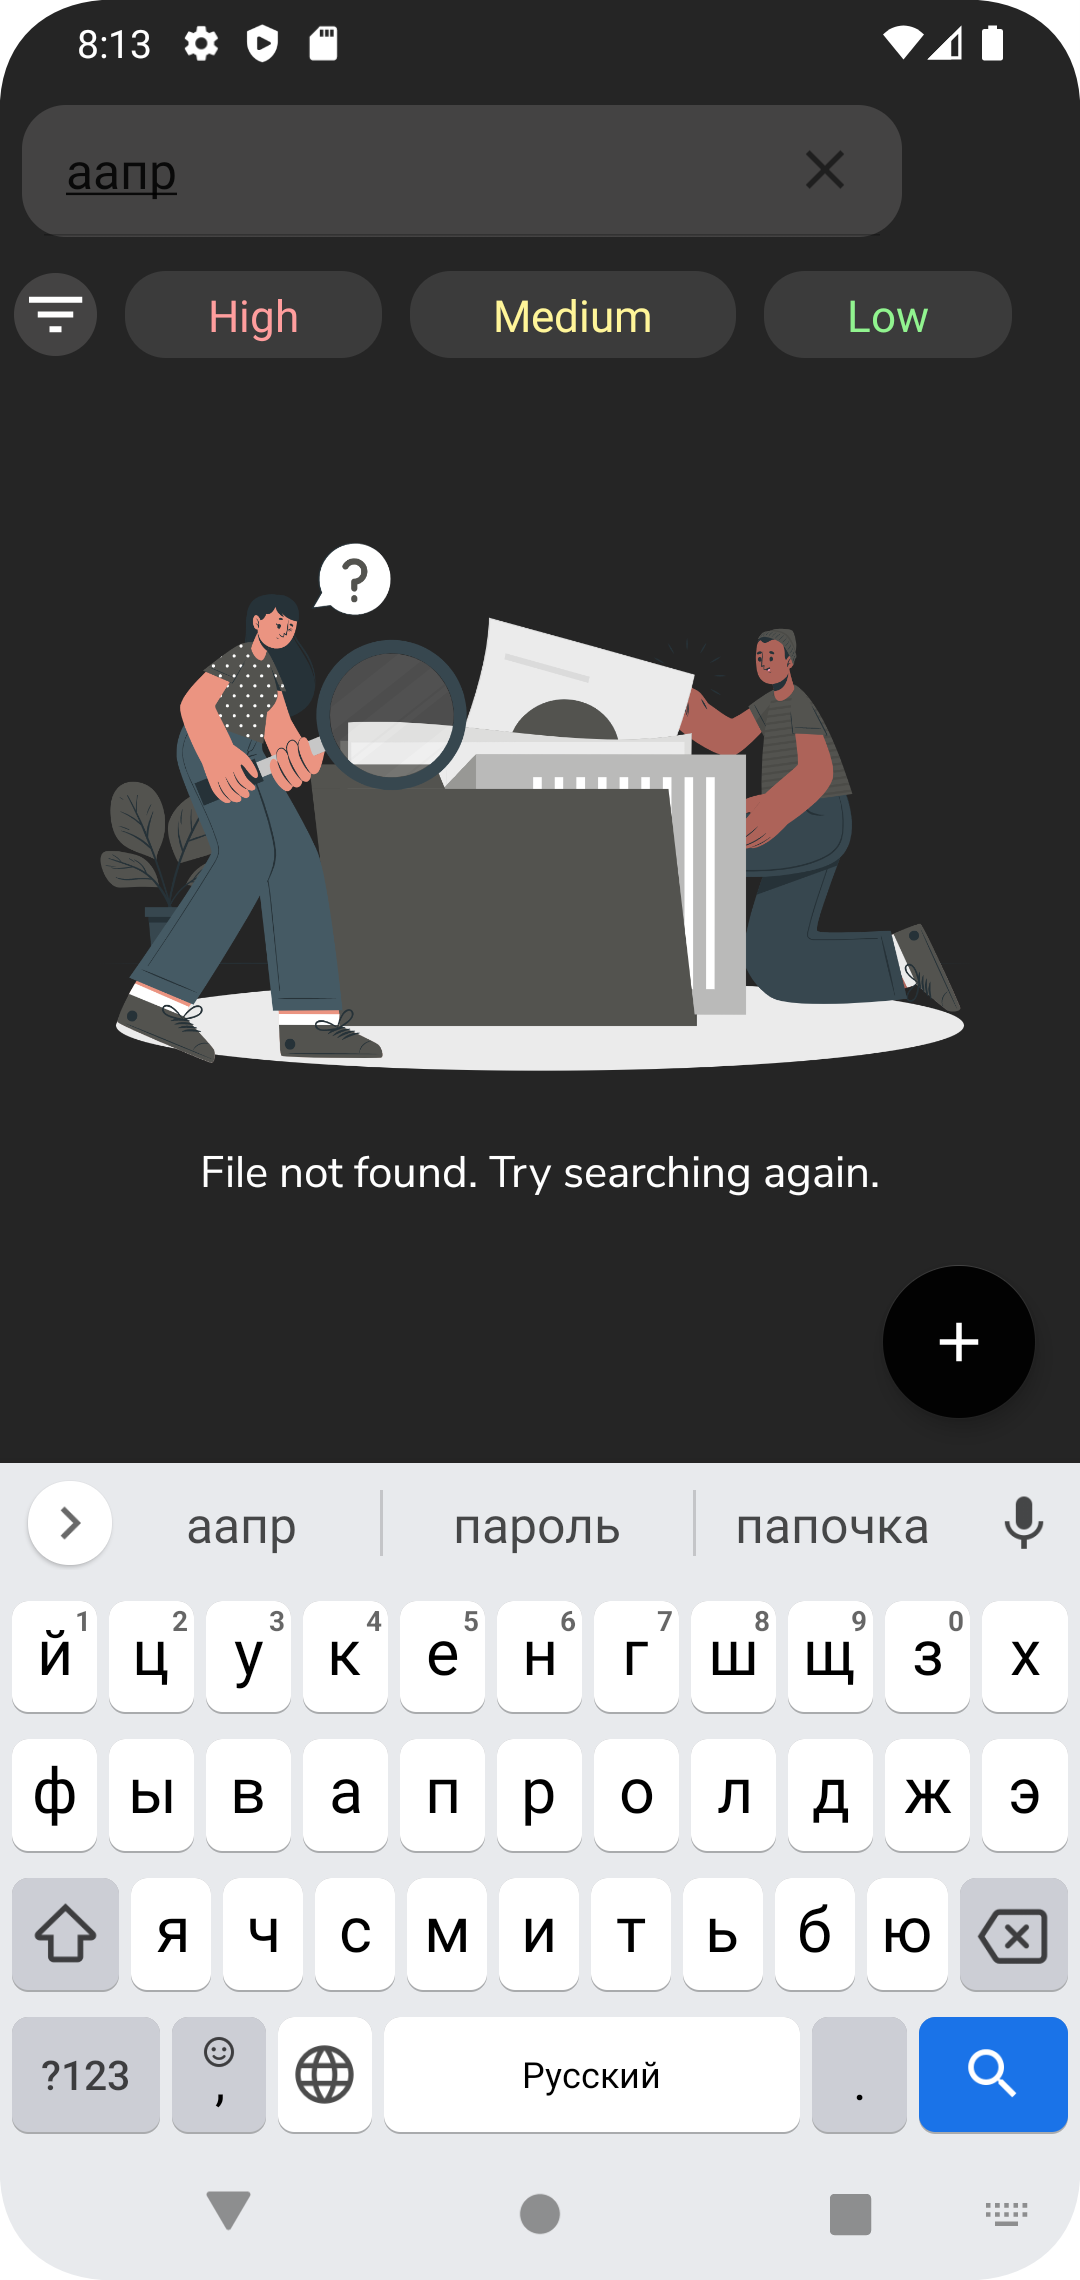 8:13
аапр
High Medium Low
?
File not found. Try searching again.
+
аапр пароль папочка
1 2 3 4 5 6 7 8 9 0
й ц у к е н г ш щ з х
ф ы в а п р о л д ж э
я ч с м и т ь б ю
?123 , Русский .